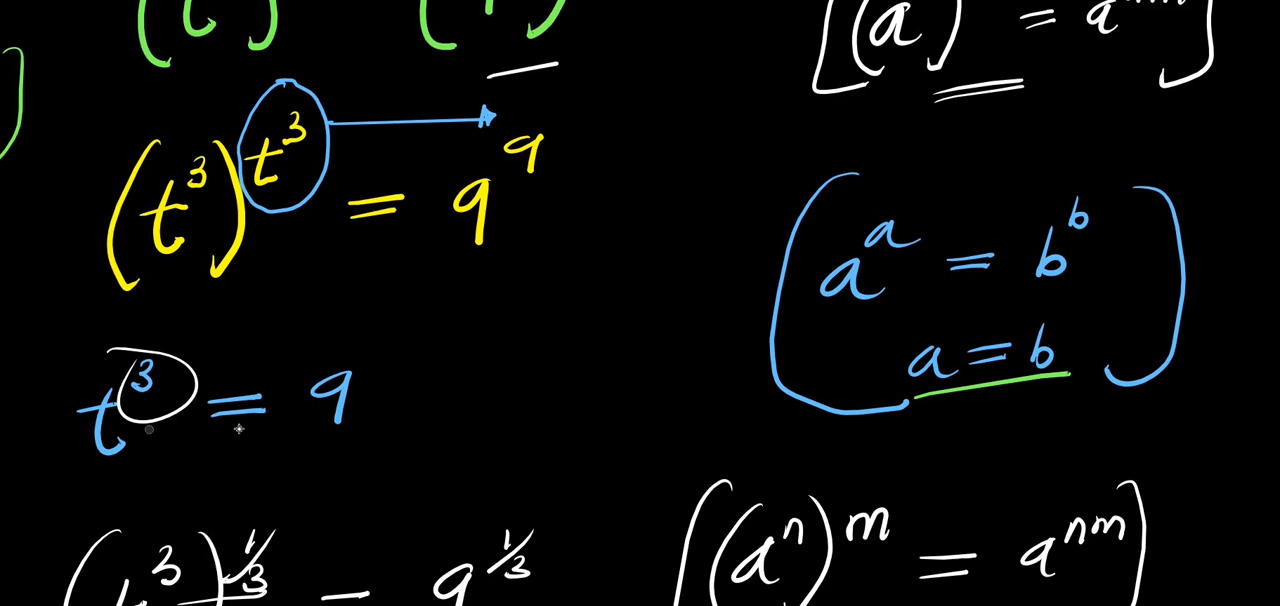 (t³)^(t³) = 9⁹
a^a = b^b
a = b
t³ = 9
(aⁿ)^m = a^(nm)
(t³)^(1/3) = 9^(1/3)